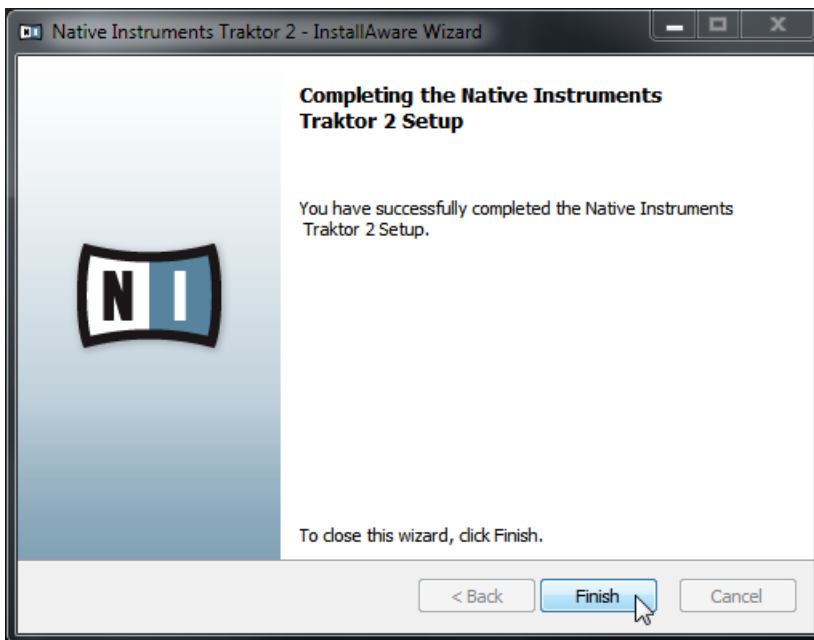 Native Instruments Traktor 2 - InstallAware Wizard
Completing the Native Instruments
Traktor 2 Setup
You have successfully completed the Native Instruments
Traktor 2 Setup.
NI
To close this wizard, click Finish.
< Back Finish Cancel